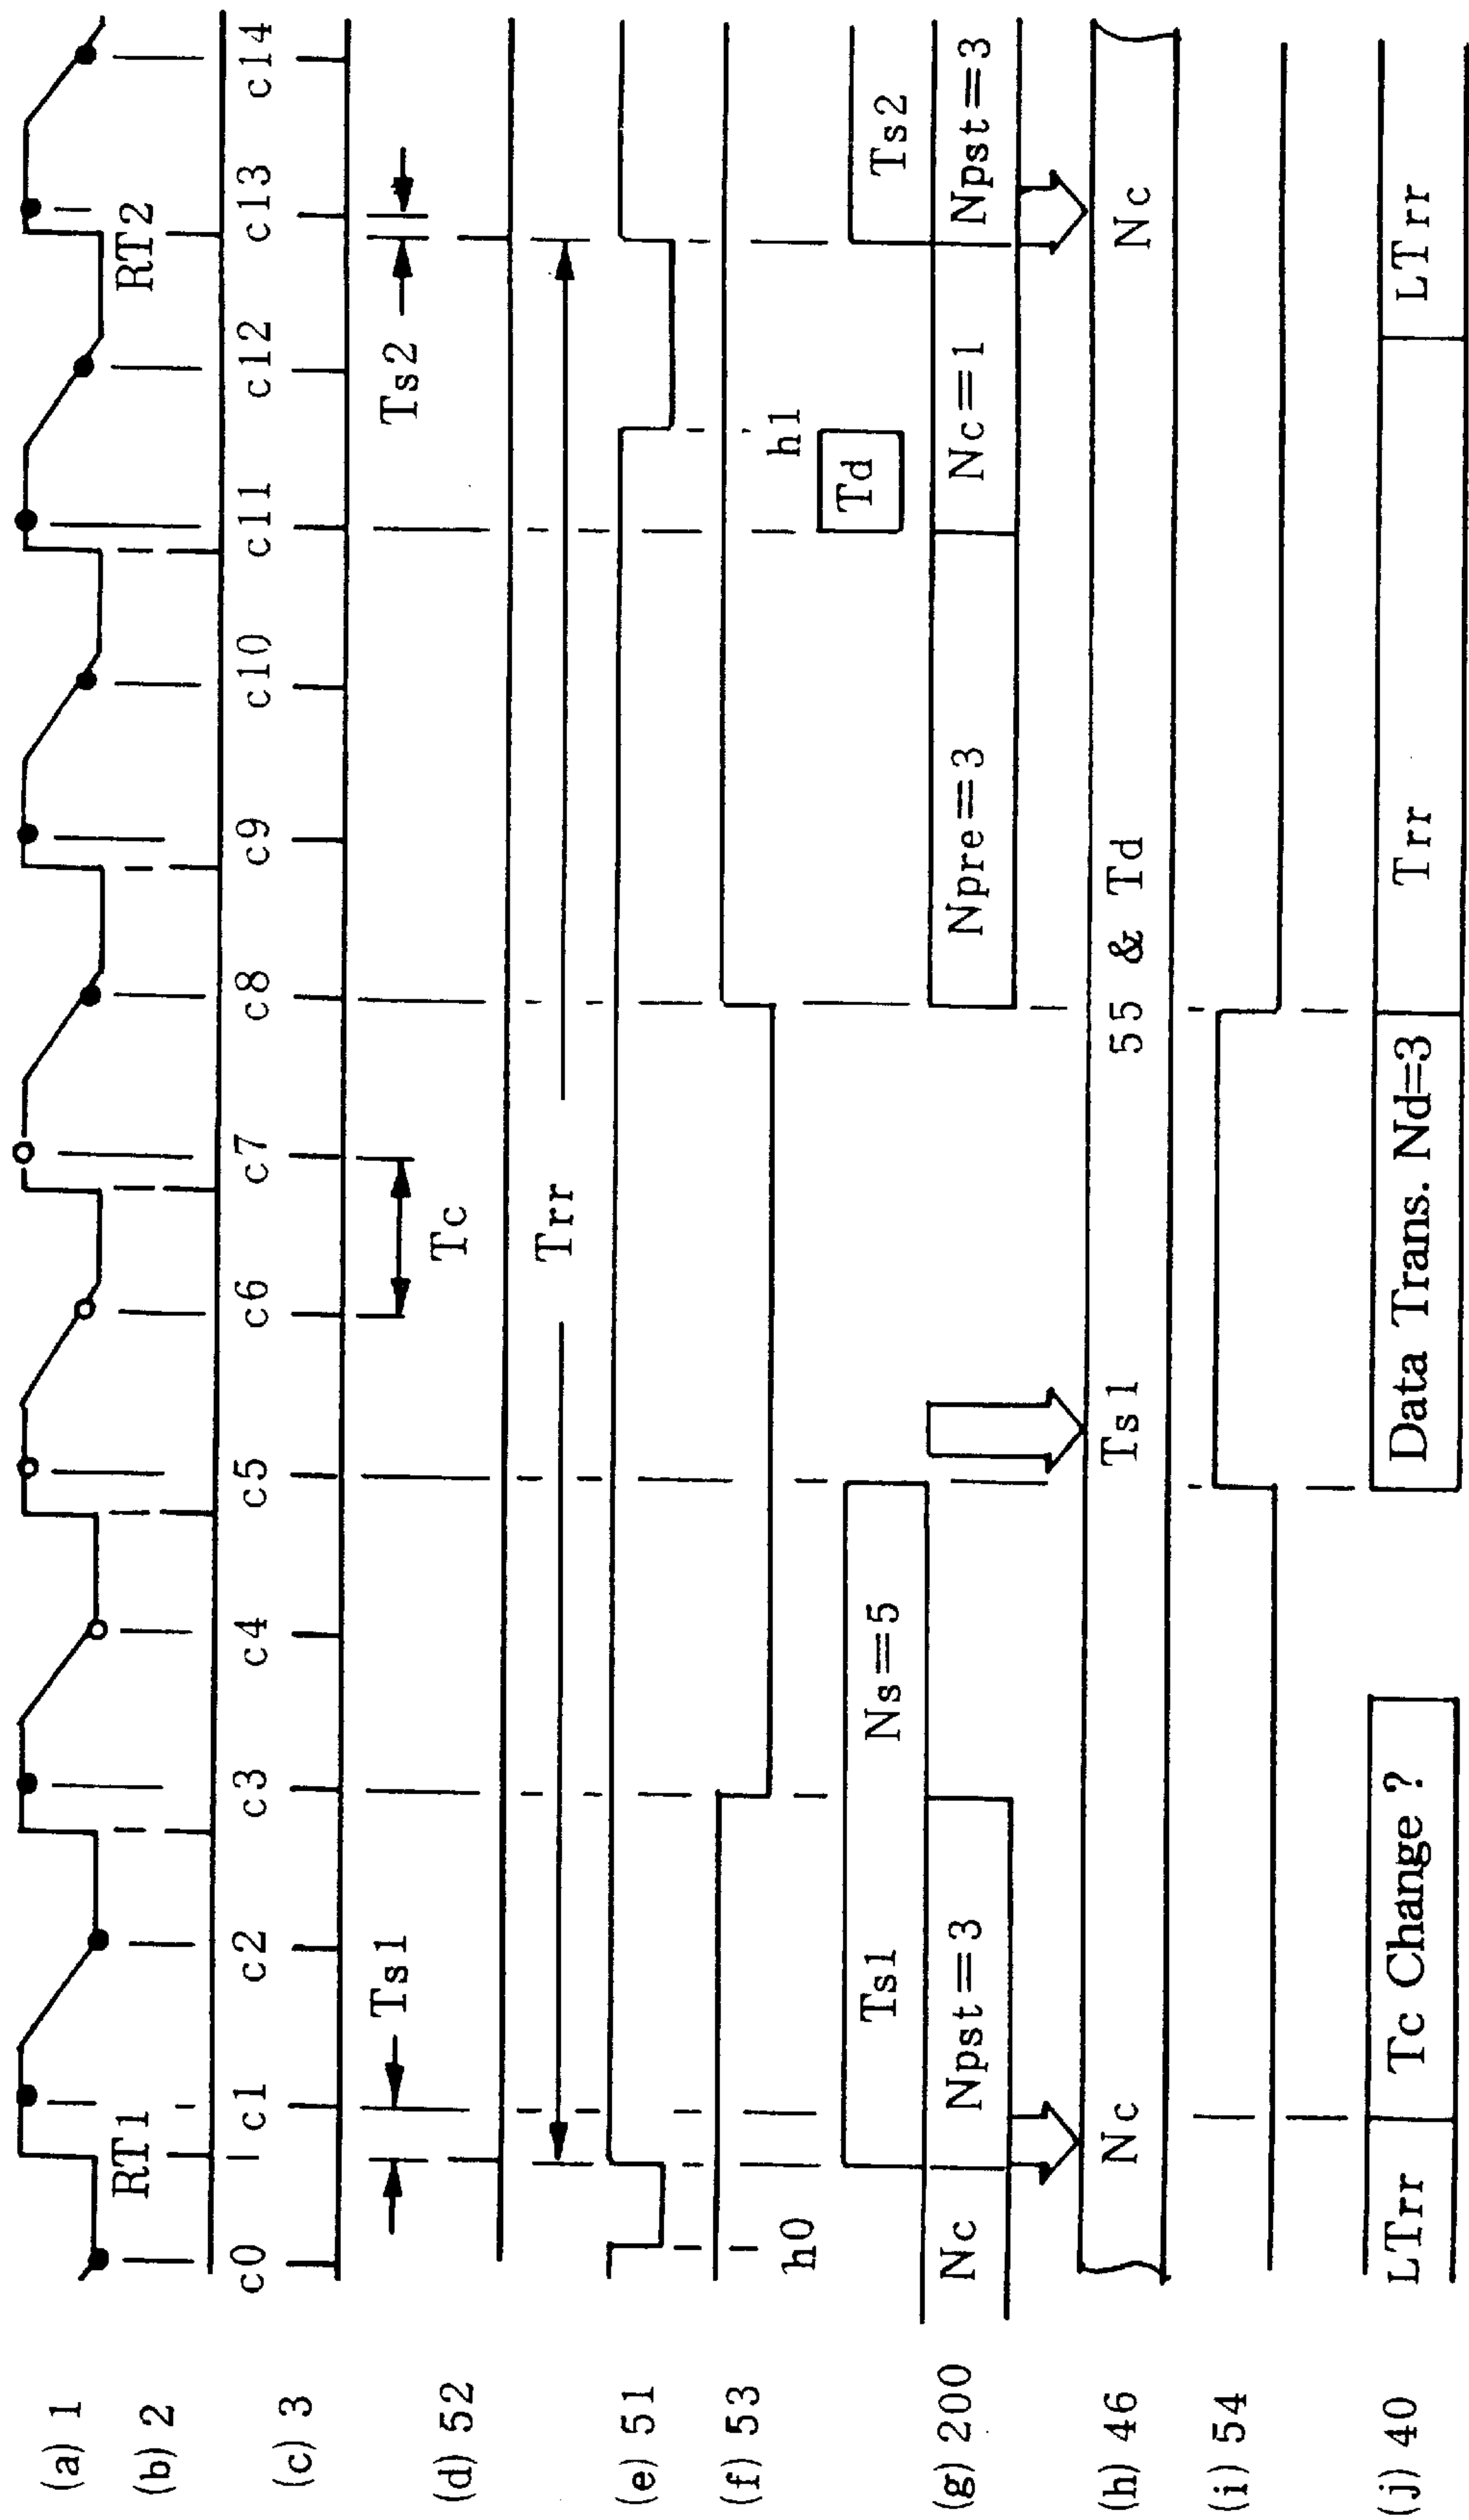 (a) 1
RT1
RT2
(b) 2
(c) 3
c0 c1 c2 c3 c4 c5 c6 c7 c8 c9 c10 c11 c12 c13 c14
Ts1
Tc
Ts2
(d) 52
Trr
(e) 51
(f) 53
h0
h1
Ts1 Ns=5
Td
Ts2
(g) 200
Nc
Npst=3
Npre=3
Nc=1
Npst=3
(h) 46
Nc
Ts1
55 & Td
Nc
(i) 54
(j) 40
LTrr
Tc Change ?
Data Trans. Nd=3
Trr
LTrr